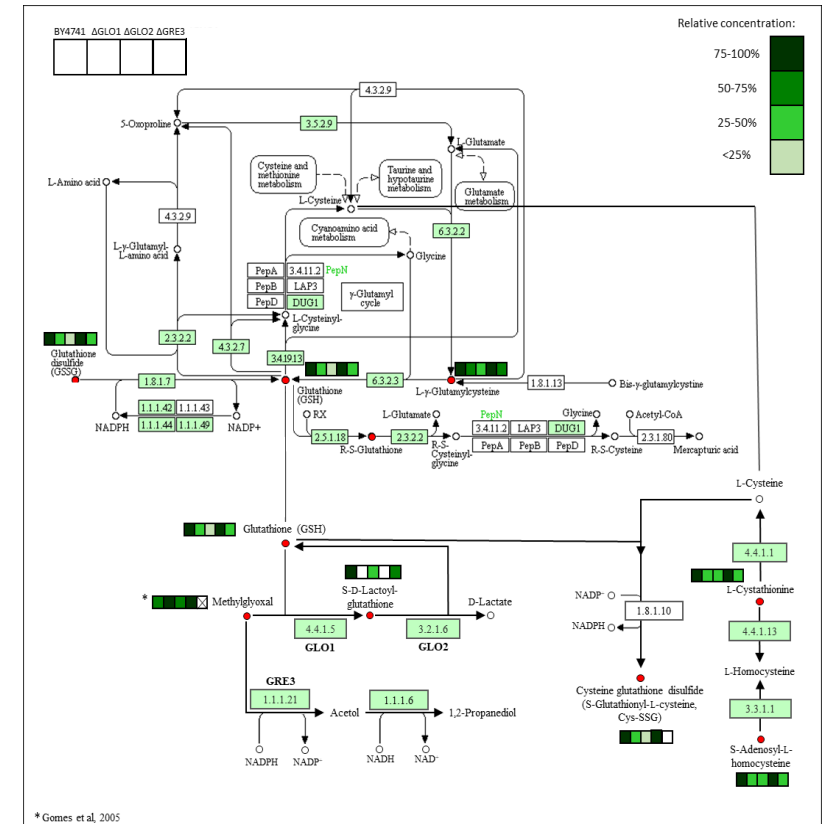 BY4741 ΔGLO1 ΔGLO2 ΔGRE3
Relative concentration:
75-100%
50-75%
25-50%
<25%
4.3.2.9
5-Oxoproline
3.5.2.9
L-Glutamate
Cysteine and
methionine
metabolism
Taurine and
hypotaurine
metabolism
Glutamate
metabolism
L-Amino acid
L-Cysteine
4.3.2.9
Cyanoamino acid
metabolism
6.3.2.2
L-γ-Glutamyl-
L-amino acid
Glycine
PepA 3.4.11.2 PepN
PepB LAP3
PepD DUG1
γ-Glutamyl
cycle
L-Cysteinyl-
glycine
2.3.2.2
4.3.2.7
3.4.19.13
Glutathione
disulfide
(GSSG)
1.8.1.7
Glutathione
(GSH)
6.3.2.3
L-γ-Glutamylcysteine
1.8.1.13
Bis-γ-glutamylcystine
1.1.1.42 1.1.1.43
1.1.1.44 1.1.1.49
NADPH
NADP+
RX
L-Glutamate
PepN
Glycine
Acetyl-CoA
2.5.1.18
R-S-Glutathione
2.3.2.2
R-S-
Cysteinyl-
glycine
3.4.11.2 LAP3 DUG1
PepA PepB PepD
R-S-Cysteine
2.3.1.80
Mercapturic acid
L-Cysteine
Glutathione (GSH)
4.4.1.1
L-Cystathionine
S-D-Lactoyl-
glutathione
* Methylglyoxal
D-Lactate
4.4.1.5
GLO1
3.2.1.6
GLO2
NADP-
1.8.1.10
NADPH
4.4.1.13
L-Homocysteine
Cysteine glutathione disulfide
(S-Glutathionyl-L-cysteine,
Cys-SSG)
3.3.1.1
S-Adenosyl-L-
homocysteine
GRE3
1.1.1.21
Acetol
1.1.1.6
1,2-Propanediol
NADPH
NADP-
NADH
NAD-
* Gomes et al, 2005